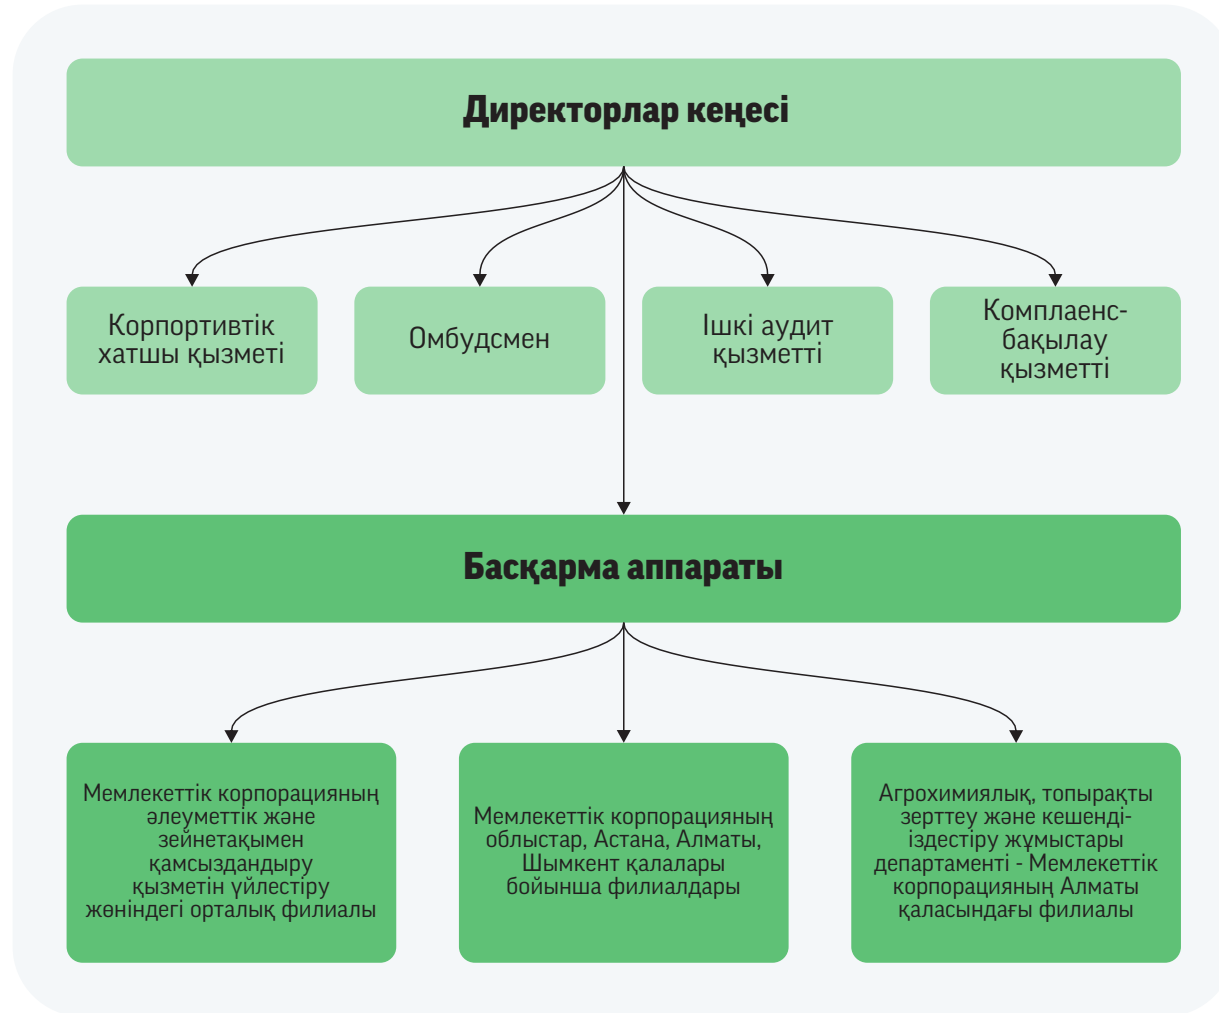 Директорлар кеңесі
Корпортивтік
хатшы қызметі
Омбудсмен
Ішкі аудит
қызметті
Комплаенс-
бақылау
қызметті
Басқарма аппараты
Мемлекеттік корпорацияның
әлеуметтік және
зейнетақымен
қамсыздандыру
қызметін үйлестіру
жөніндегі орталық филиалы
Мемлекеттік корпорацияның
облыстар, Астана, Алматы,
Шымкент қалалары
бойынша филиалдары
Агрохимиялық, топырақты
зерттеу және кешенді-
іздестіру жұмыстары
департаменті - Мемлекеттік
корпорацияның Алматы
қаласындағы филиалы